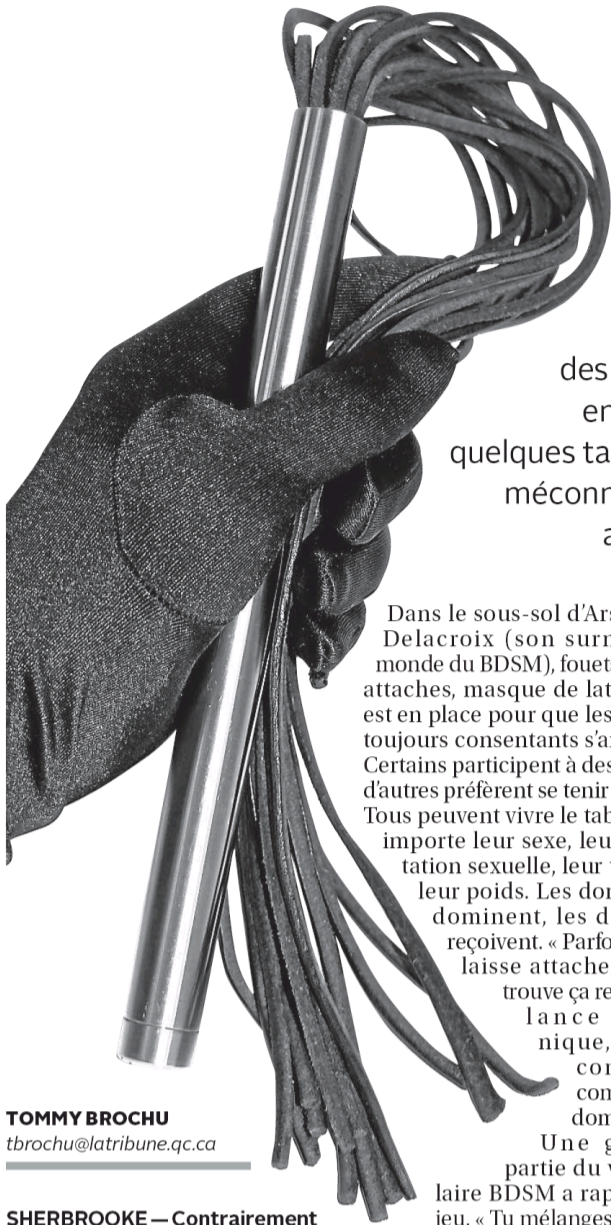 des
en
quelques ta
méconn
a
Dans le sous-sol d'Ars
Delacroix (son surn
monde du BDSM), fouet
attaches, masque de lat
est en place pour que les
toujours consentants s'a
Certains participent à des
d'autres préfèrent se tenir
Tous peuvent vivre le tab
importe leur sexe, leu
tation sexuelle, leur
leur poids. Les dor
dominent, les d
reçoivent. « Parfo
laisse attache
trouve ça re
lance
nique,
cor
com
dom
Une g
partie du v
laire BDSM a rap
jeu. « Tu mélanges
TOMMY BROCHU
tbrochu@latribune.qc.ca
SHERBROOKE — Contrairement